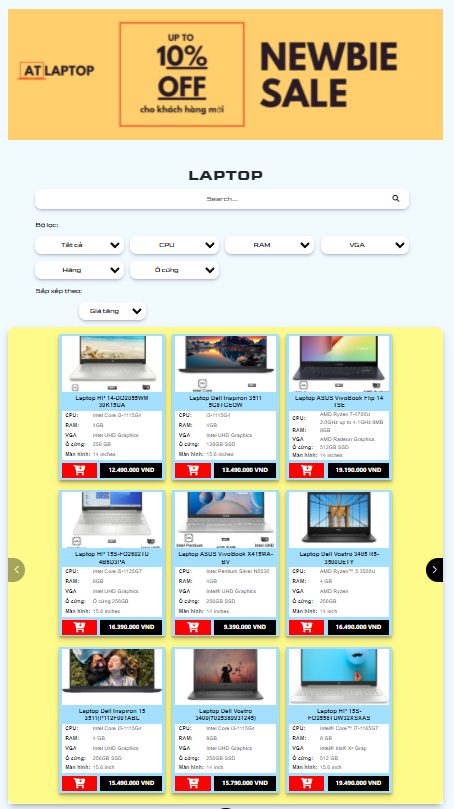 AT LAPTOP
UP TO
10%
OFF
cho khách hàng mới
NEWBIE
SALE
LAPTOP
Search...
Bộ lọc:
Tất cả
CPU
RAM
VGA
Hãng
Ổ cứng
Sắp xếp theo:
Giá tăng
Laptop HP 14-DQ2055WM
39K15UA
CPU: Intel Core i3-1115G4
RAM: 4GB
VGA Intel UHD Graphics
Ổ cứng: 256 GB
Màn hình: 14 inches
12.490.000 VND
Laptop Dell Inspiron 3511
CPU: i3-1115G4
RAM: 4GB
VGA Intel UHD Graphics
Ổ cứng: 128GB SSD
Màn hình: 15.6 inches
13.490.000 VND
Laptop ASUS VivoBook Flip 14
CPU: AMD Ryzen 7-4700U
2.0GHz up to 4.1GHz 8MB
RAM: 8GB
VGA AMD Radeon Graphics
Ổ cứng: 512GB SSD
Màn hình: 14 inches
19.190.000 VND
Laptop HP 15S-FQ2602TU
4B6D3PA
CPU: Intel Core i5-1135G7
RAM: 8GB
VGA Intel UHD Graphics
Ổ cứng: Ổ cứng 256GB
Màn hình: 15.6 inches
16.390.000 VND
Laptop ASUS VivoBook X415MA-
BV
CPU: Intel Pentium Silver N5030
RAM: 4GB
VGA Intel® UHD Graphics
Ổ cứng: 256GB SSD
Màn hình: 14 inches
9.390.000 VND
Laptop Dell Vostro 3405 R5-
3500U
CPU: AMD Ryzen™ 5 3500U
RAM: 4 GB
VGA AMD Ryzen
Ổ cứng: 256GB SSD
Màn hình: 14 inch
16.490.000 VND
Laptop Dell Inspiron 15
3511(P112F001ABL
CPU: Intel Core i3-1115G4
RAM: 4 GB
VGA Intel UHD Graphics
Ổ cứng: 256GB SSD
Màn hình: 15.6 inch
15.490.000 VND
Laptop Dell Vostro
CPU: Intel Core i3-1115G4
RAM: 8GB
VGA Intel UHD Graphics
Ổ cứng: 256GB SSD
Màn hình: 14 inch
15.790.000 VND
Laptop HP 15S-
CPU: Intel® Core™ i7-1165G7
RAM: 8 GB
VGA Intel® Iris® Xᵉ Grap
Ổ cứng: 512 GB
Màn hình: 15.6 inch
19.490.000 VND